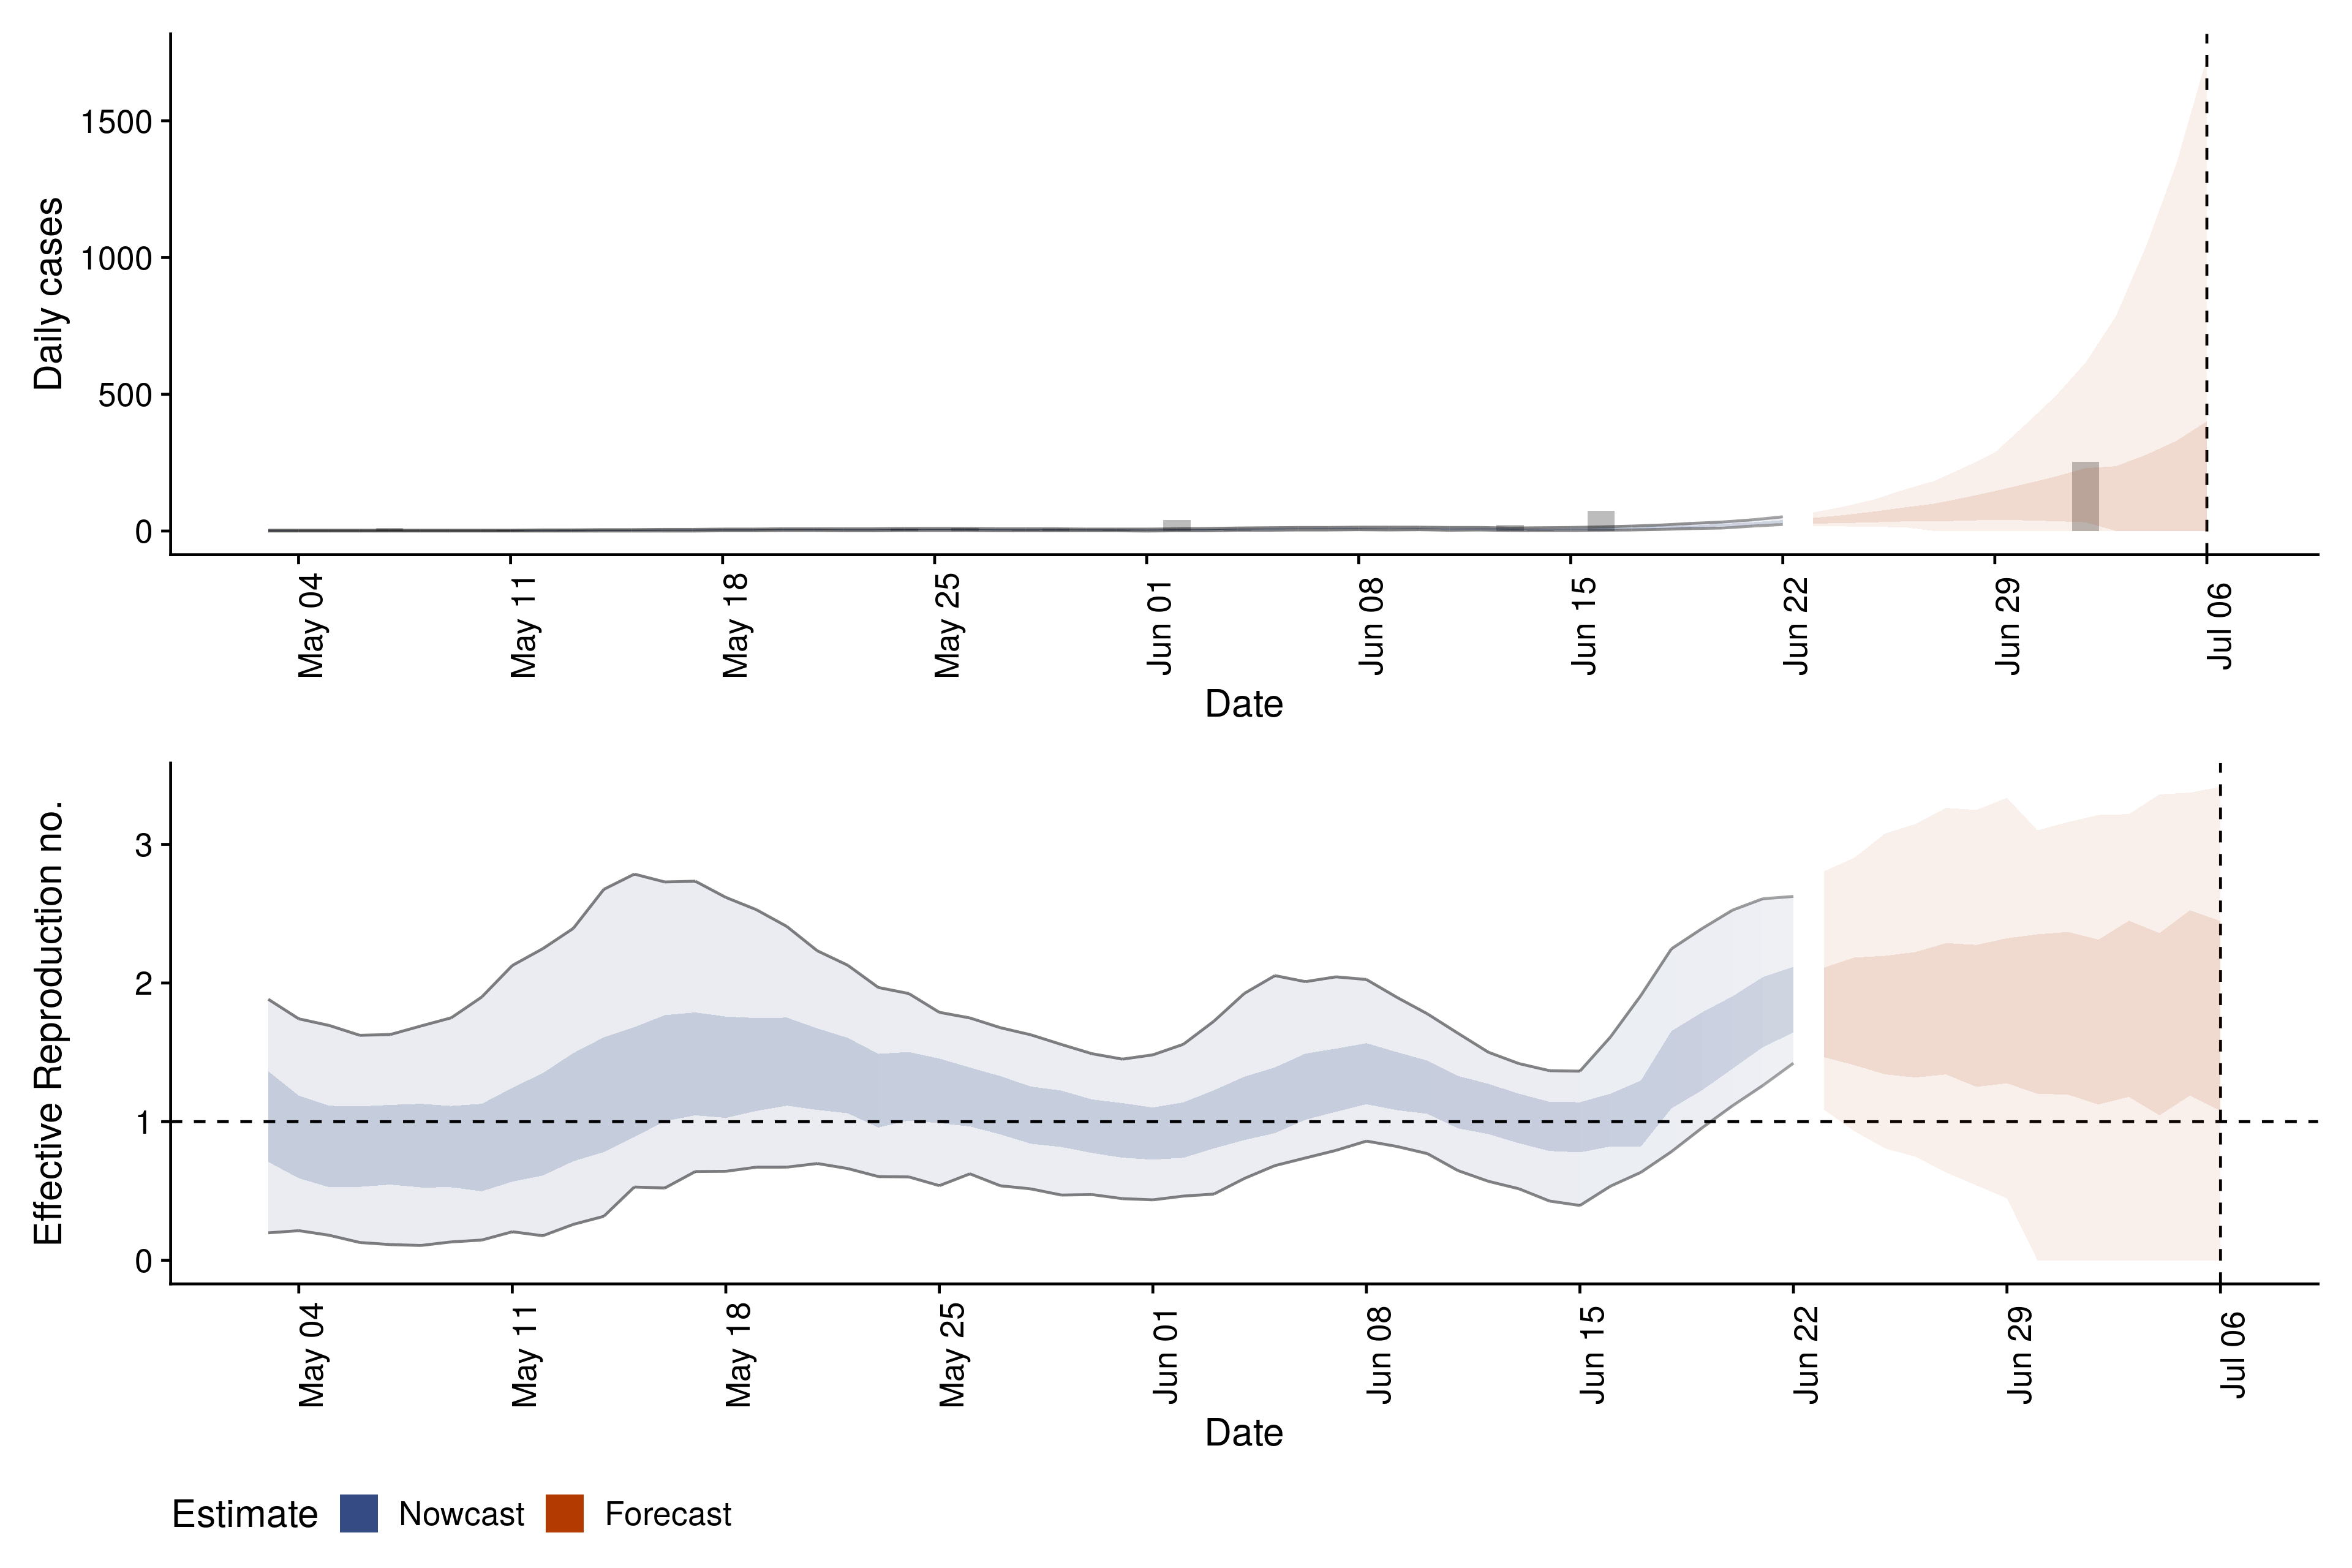 Daily cases
1500
1000
500
0
May 04 May 11 May 18 May 25 Jun 01 Jun 08 Jun 15 Jun 22 Jun 29 Jul 06
Date
Effective Reproduction no.
3
2
1
0
May 04 May 11 May 18 May 25 Jun 01 Jun 08 Jun 15 Jun 22 Jun 29 Jul 06
Date
Estimate Nowcast Forecast